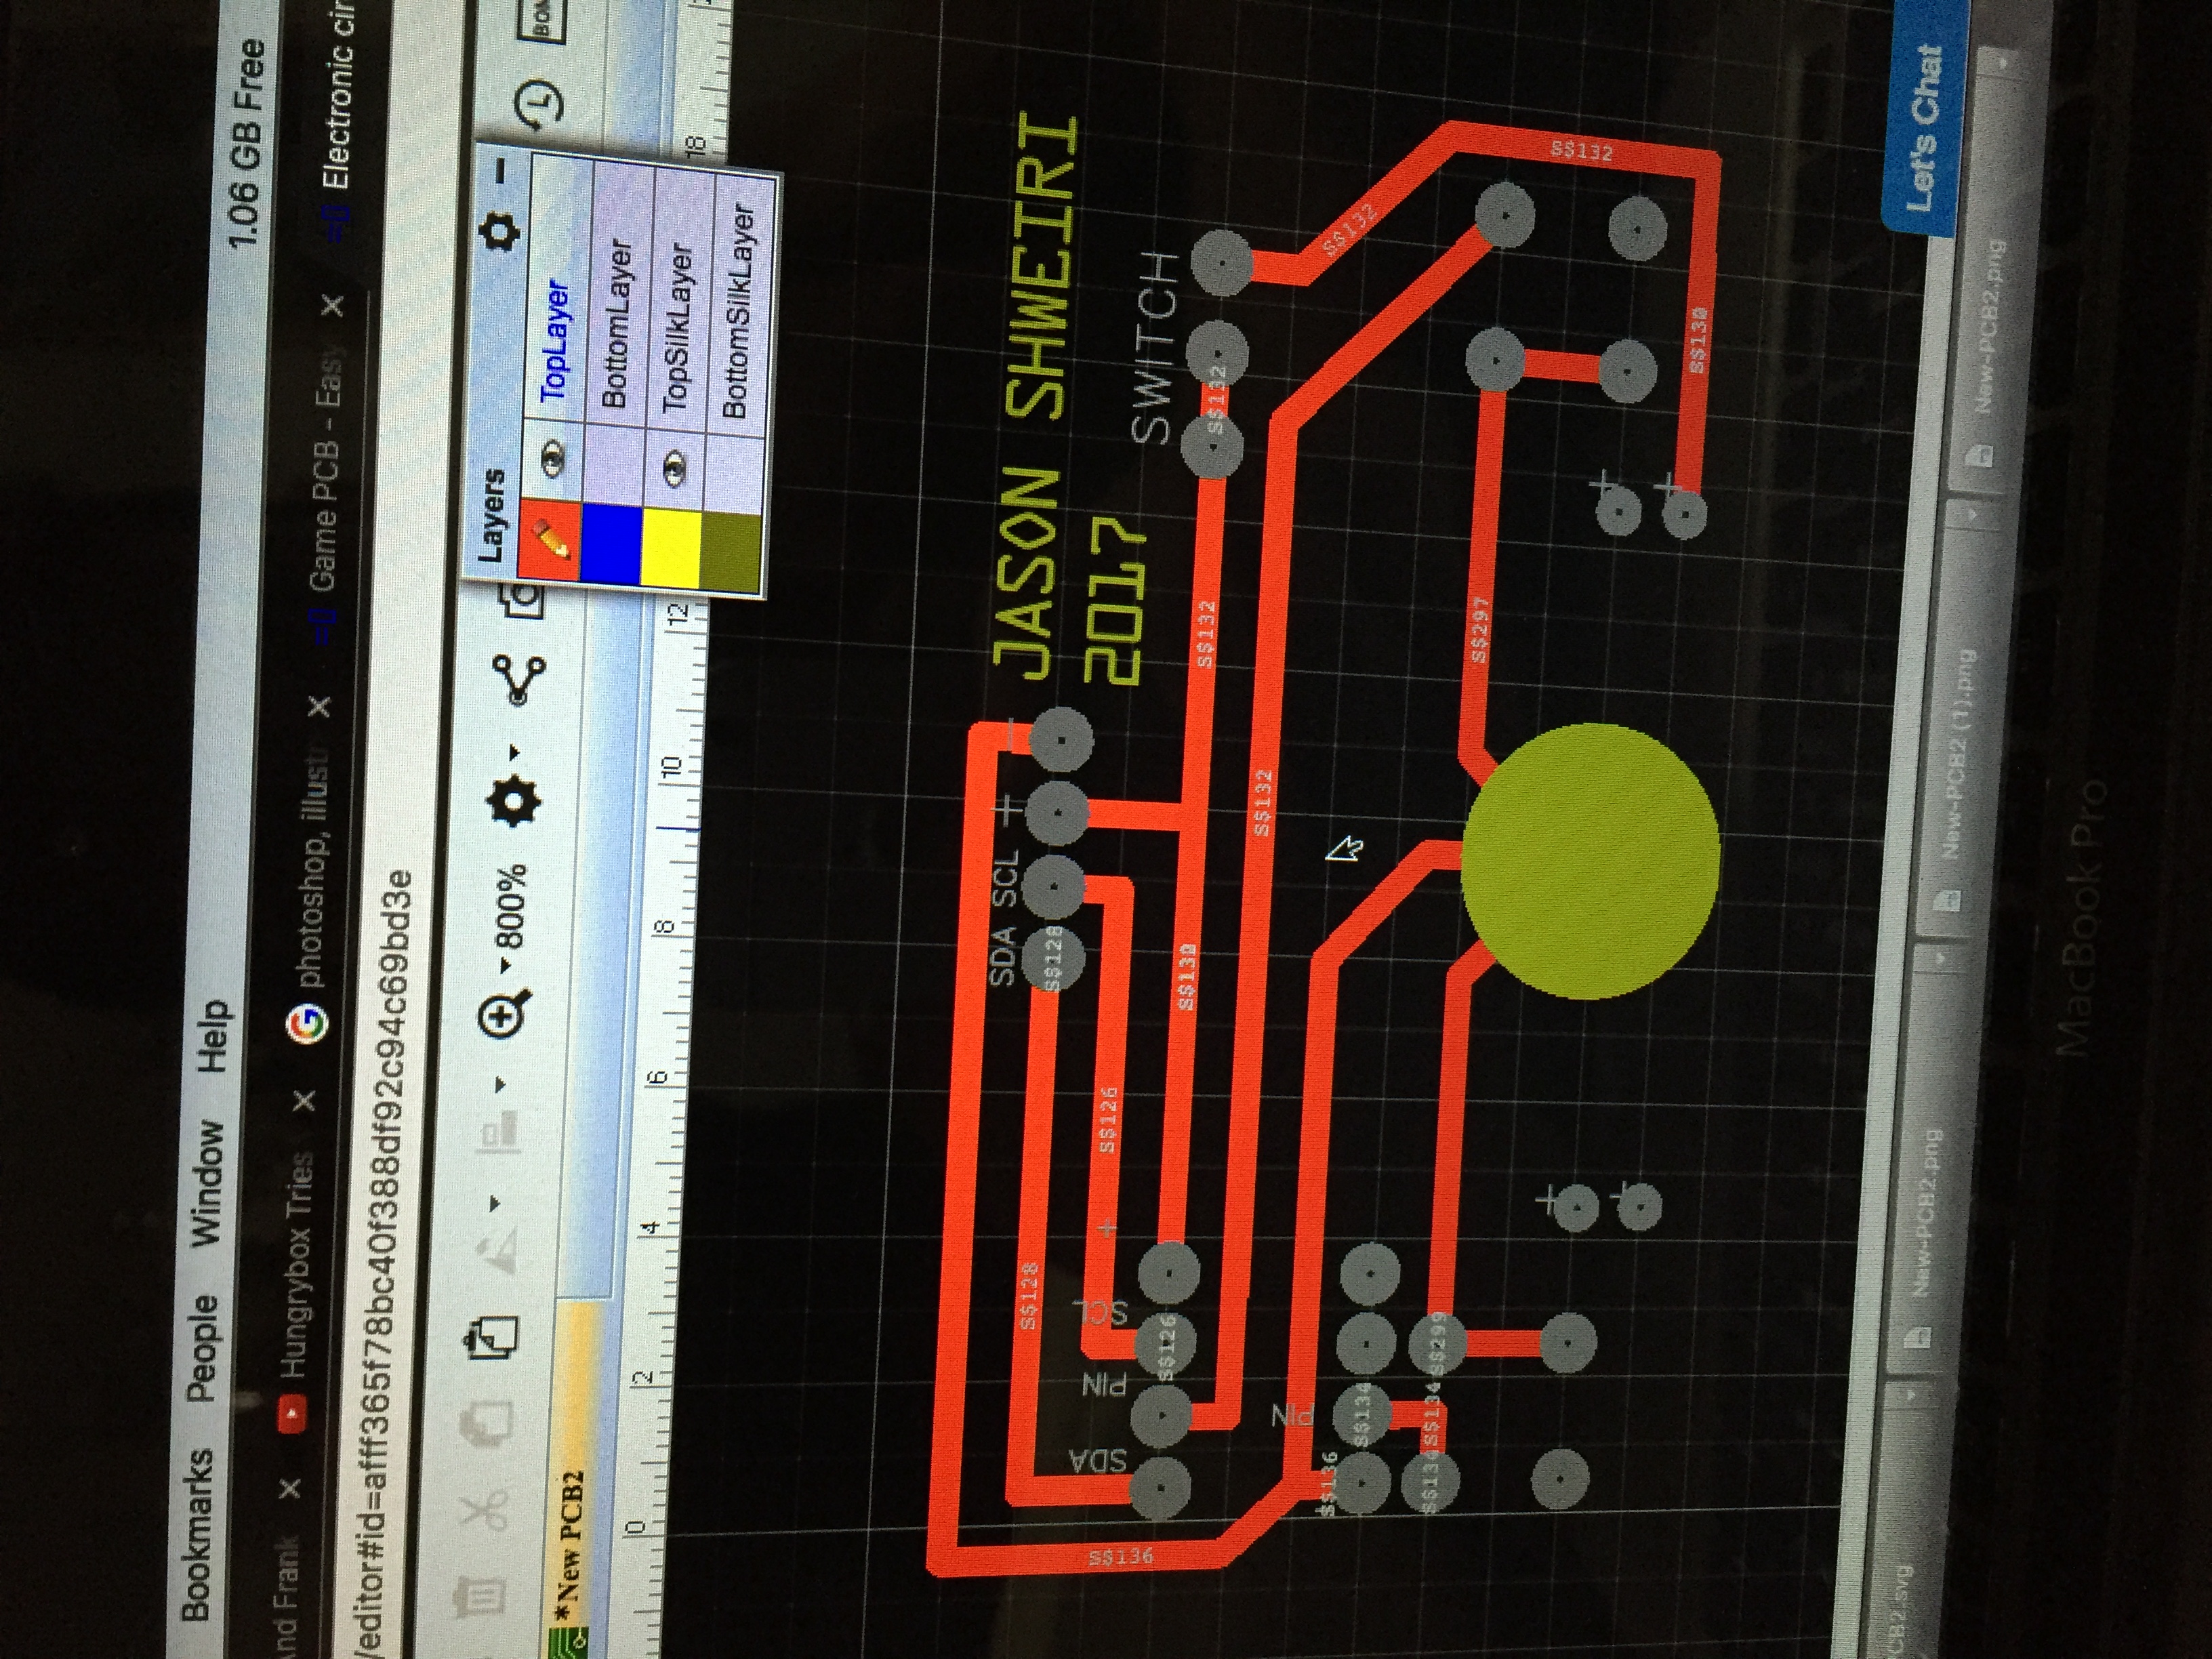 Bookmarks People Window Help 1.06 GB Free
And Frank Hungrybox Tries photoshop, illust Game PCB - Easy Electronic cir
/editor#id=afff365f78bc40f388df92c94c69bd3e
800% BOM
Layers
TopLayer
BottomLayer
TopSilkLayer
BottomSilkLayer
*New PCB2
0 2 4 6 8 10 12 18
SDA SCL + -
JASON SHWEIRI
2017
S$128 S$128
SDA PIN SCL
+ S$126
S$136
SWITCH
S$126 S$130 S$132 S$132
S$132
PIN
S$132
S$136
S$134
S$134 S$134 S$299
S$297
+ +
+ +
S$132
S$130
PCB2.svg New-PCB2.png New-PCB2 (1).png New-PCB2.png
Let's Chat
MacBook Pro